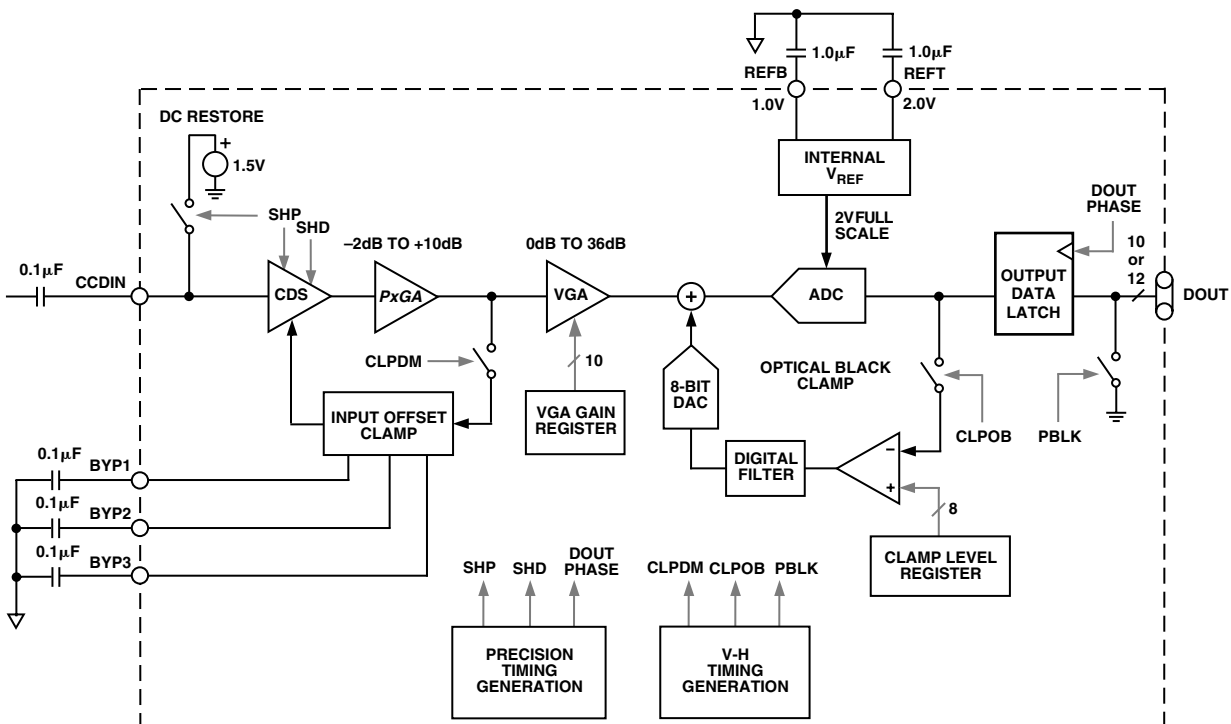 1.0µF
1.0µF
REFB
REFT
1.0V
2.0V
DC RESTORE
+
1.5V
INTERNAL
VREF
DOUT
PHASE
SHP
SHD
–2dB TO +10dB
0dB TO 36dB
2V FULL
SCALE
10
or
12
0.1µF
CCDIN
CDS
PxGA
VGA
+
ADC
OUTPUT
DATA
LATCH
DOUT
CLPDM
10
8-BIT
DAC
OPTICAL BLACK
CLAMP
INPUT OFFSET
CLAMP
VGA GAIN
REGISTER
CLPOB
PBLK
0.1µF
BYP1
DIGITAL
FILTER
–
+
0.1µF
BYP2
8
0.1µF
BYP3
CLAMP LEVEL
REGISTER
SHP
SHD
DOUT
PHASE
CLPDM
CLPOB
PBLK
PRECISION
TIMING
GENERATION
V-H
TIMING
GENERATION